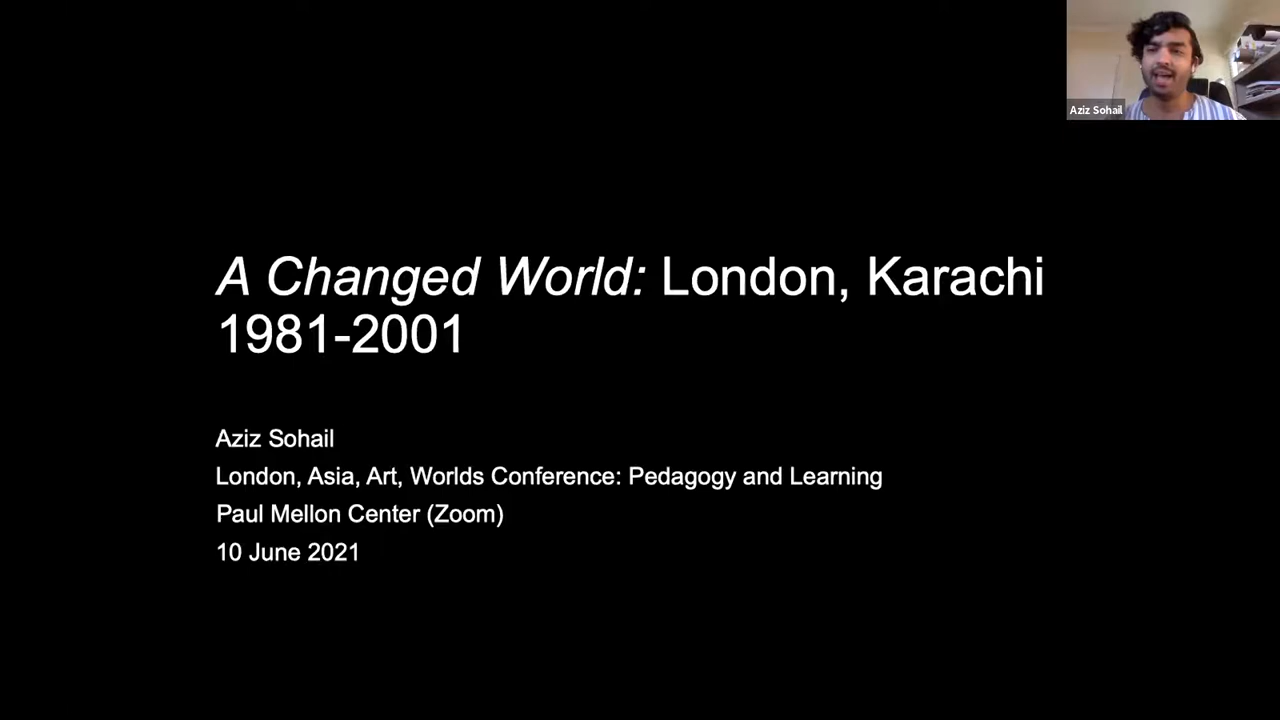 Aziz Sohail
A Changed World: London, Karachi
1981-2001
Aziz Sohail
London, Asia, Art, Worlds Conference: Pedagogy and Learning
Paul Mellon Center (Zoom)
10 June 2021